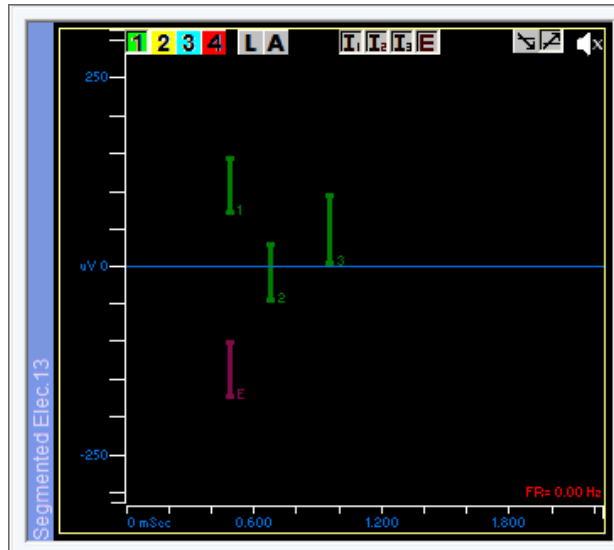 1 2 3 4 L A I₁ I₂ I₃ E x
250
1
uV 0
3
2
E
-250
FR= 0.00 Hz
0 mSec 0.600 1.200 1.800
Segmented Elec.13